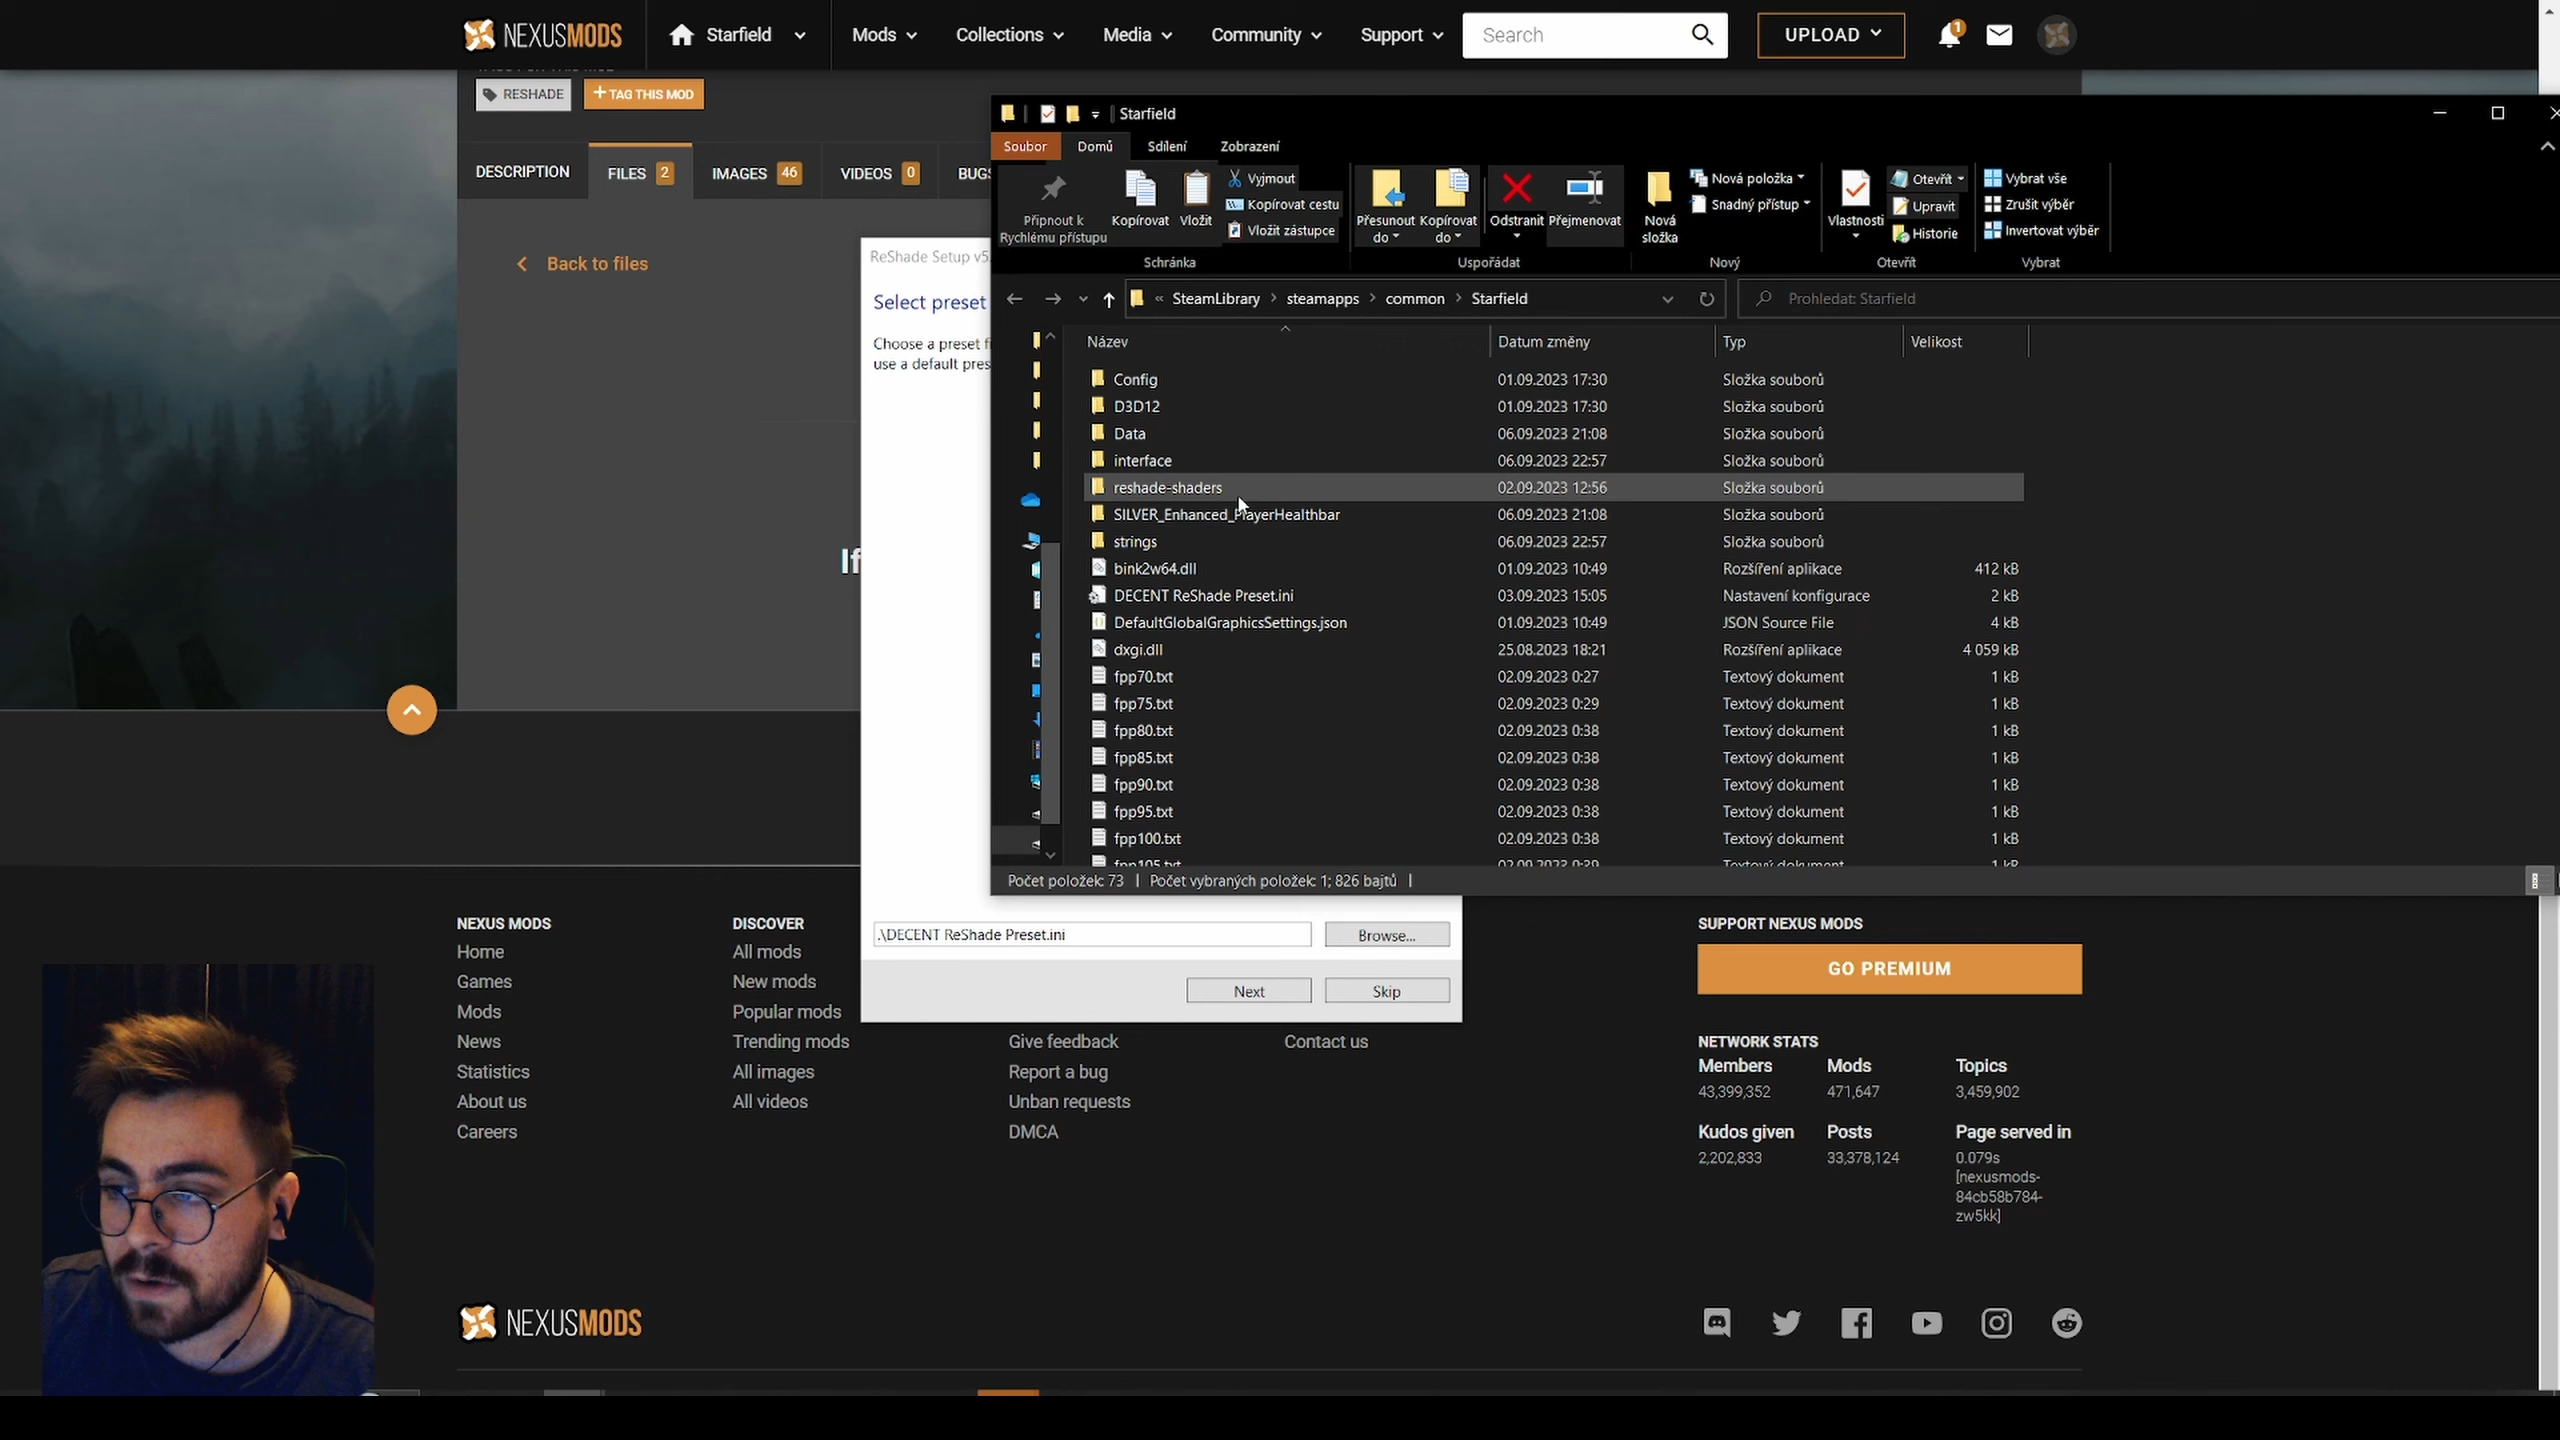 NEXUSMODS
Starfield
Mods
Collections
Media
Community
Support
Search
UPLOAD
1
RESHADE
+ TAG THIS MOD
DESCRIPTION
FILES 2
IMAGES 46
VIDEOS 0
BUGS
Back to files
If
ReShade Setup v5
Select preset
Choose a preset fi
use a default pres
.\DECENT ReShade Preset.ini
Browse...
Next
Skip
Starfield
Soubor
Domů
Sdílení
Zobrazení
Připnout k
Rychlému přístupu
Kopírovat
Vložit
Vyjmout
Kopírovat cestu
Vložit zástupce
Schránka
Přesunout
do
Kopírovat
do
Odstranit
Přejmenovat
Uspořádat
Nová
složka
Nová položka
Snadný přístup
Nový
Vlastnosti
Otevřít
Upravit
Historie
Otevřít
Vybrat vše
Zrušit výběr
Invertovat výběr
Vybrat
« SteamLibrary > steamapps > common > Starfield
Prohledat: Starfield
Název Datum změny Typ Velikost
Config 01.09.2023 17:30 Složka souborů
D3D12 01.09.2023 17:30 Složka souborů
Data 06.09.2023 21:08 Složka souborů
interface 06.09.2023 22:57 Složka souborů
reshade-shaders 02.09.2023 12:56 Složka souborů
SILVER_Enhanced_PlayerHealthbar 06.09.2023 21:08 Složka souborů
strings 06.09.2023 22:57 Složka souborů
bink2w64.dll 01.09.2023 10:49 Rozšíření aplikace 412 kB
DECENT ReShade Preset.ini 03.09.2023 15:05 Nastavení konfigurace 2 kB
DefaultGlobalGraphicsSettings.json 01.09.2023 10:49 JSON Source File 4 kB
dxgi.dll 25.08.2023 18:21 Rozšíření aplikace 4 059 kB
fpp70.txt 02.09.2023 0:27 Textový dokument 1 kB
fpp75.txt 02.09.2023 0:29 Textový dokument 1 kB
fpp80.txt 02.09.2023 0:38 Textový dokument 1 kB
fpp85.txt 02.09.2023 0:38 Textový dokument 1 kB
fpp90.txt 02.09.2023 0:38 Textový dokument 1 kB
fpp95.txt 02.09.2023 0:38 Textový dokument 1 kB
fpp100.txt 02.09.2023 0:38 Textový dokument 1 kB
fpp105.txt 02.09.2023 0:39 Textový dokument 1 kB
Počet položek: 73 | Počet vybraných položek: 1; 826 bajtů |
NEXUS MODS
Home
Games
Mods
News
Statistics
About us
Careers
DISCOVER
All mods
New mods
Popular mods
Trending mods
All images
All videos
Give feedback
Report a bug
Unban requests
DMCA
Contact us
SUPPORT NEXUS MODS
GO PREMIUM
NETWORK STATS
Members Mods Topics
43,399,352 471,647 3,459,902
Kudos given Posts Page served in
2,202,833 33,378,124 0.079s
[nexusmods-
84cb58b784-
zw5kk]
NEXUSMODS